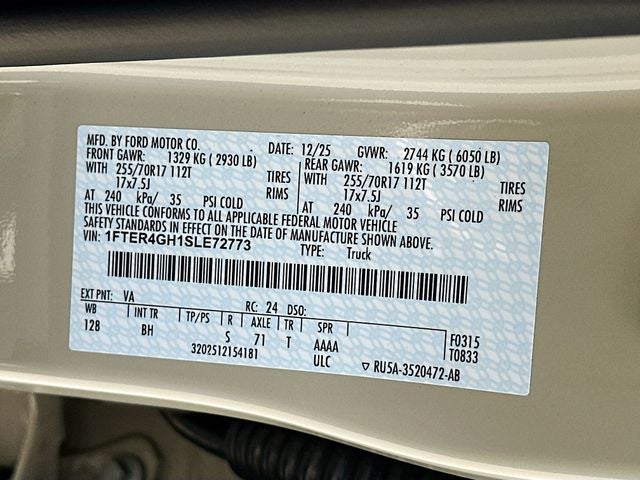 MFD. BY FORD MOTOR CO. DATE: 12/25 GVWR: 2744 KG ( 6050 LB)
FRONT GAWR: 1329 KG ( 2930 LB) REAR GAWR: 1619 KG ( 3570 LB)
WITH 255/70R17 112T TIRES WITH 255/70R17 112T TIRES
17x7.5J RIMS 17x7.5J RIMS
AT 240 kPa/ 35 PSI COLD AT 240 kPa/ 35 PSI COLD
THIS VEHICLE CONFORMS TO ALL APPLICABLE FEDERAL MOTOR VEHICLE
SAFETY STANDARDS IN EFFECT ON THE DATE OF MANUFACTURE SHOWN ABOVE.
VIN: 1FTER4GH1SLE72773 TYPE: Truck
EXT PNT: VA RC: 24 DSO:
WB INT TR TP/PS R AXLE TR SPR F0315
128 BH S 71 T AAAA T0833
3202512154181 ULC ▽ RU5A-3520472-AB